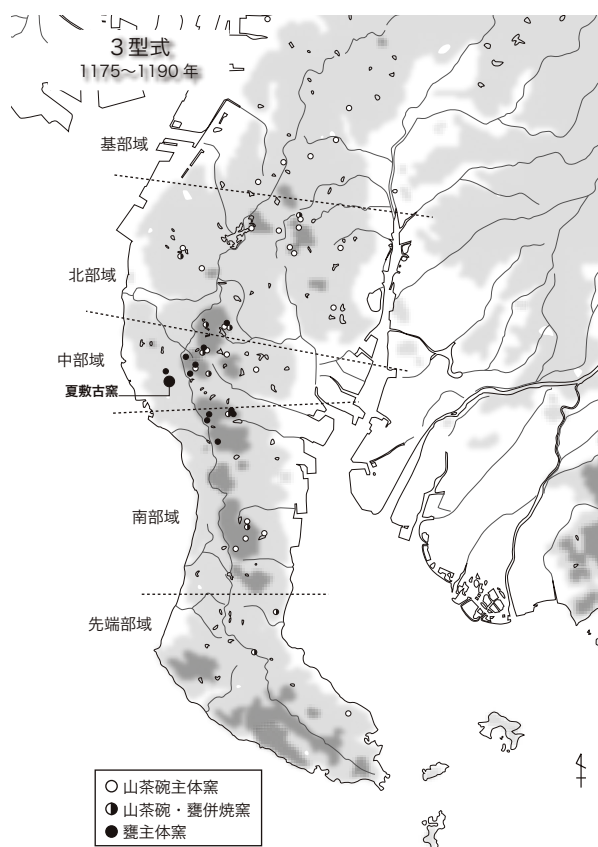 3型式
1175〜1190年
基部域
北部域
中部域
夏敷古窯
南部域
先端部域
○ 山茶碗主体窯
◑ 山茶碗・甕併焼窯
● 甕主体窯